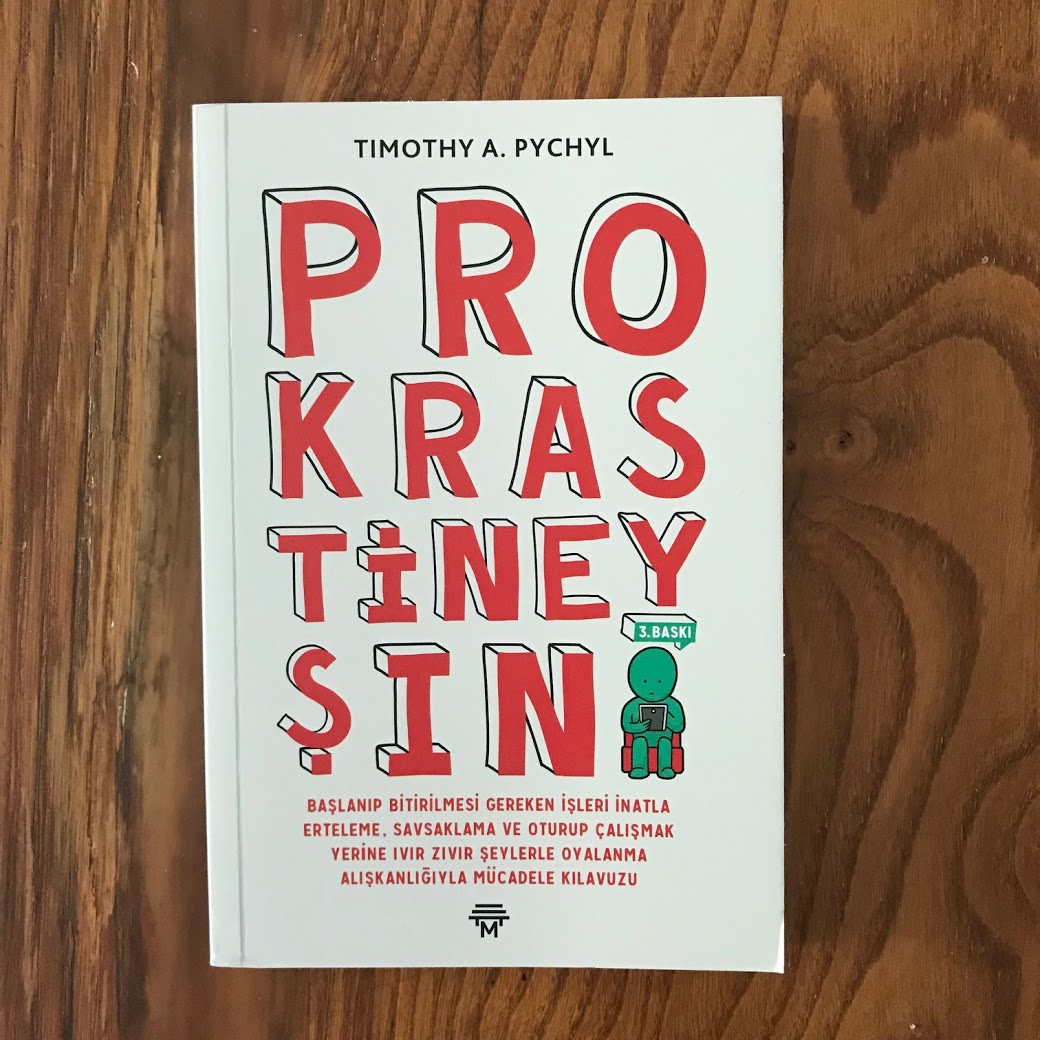 TIMOTHY A. PYCHYL
PRO
KRAS
TİNEY
ŞIN
3. BASKI
BAŞLANIP BİTİRİLMESİ GEREKEN İŞLERİ İNATLA
ERTELEME, SAVSAKLAMA VE OTURUP ÇALIŞMAK
YERİNE IVIR ZIVIR ŞEYLERLE OYALANMA
ALIŞKANLIĞIYLA MÜCADELE KILAVUZU
M